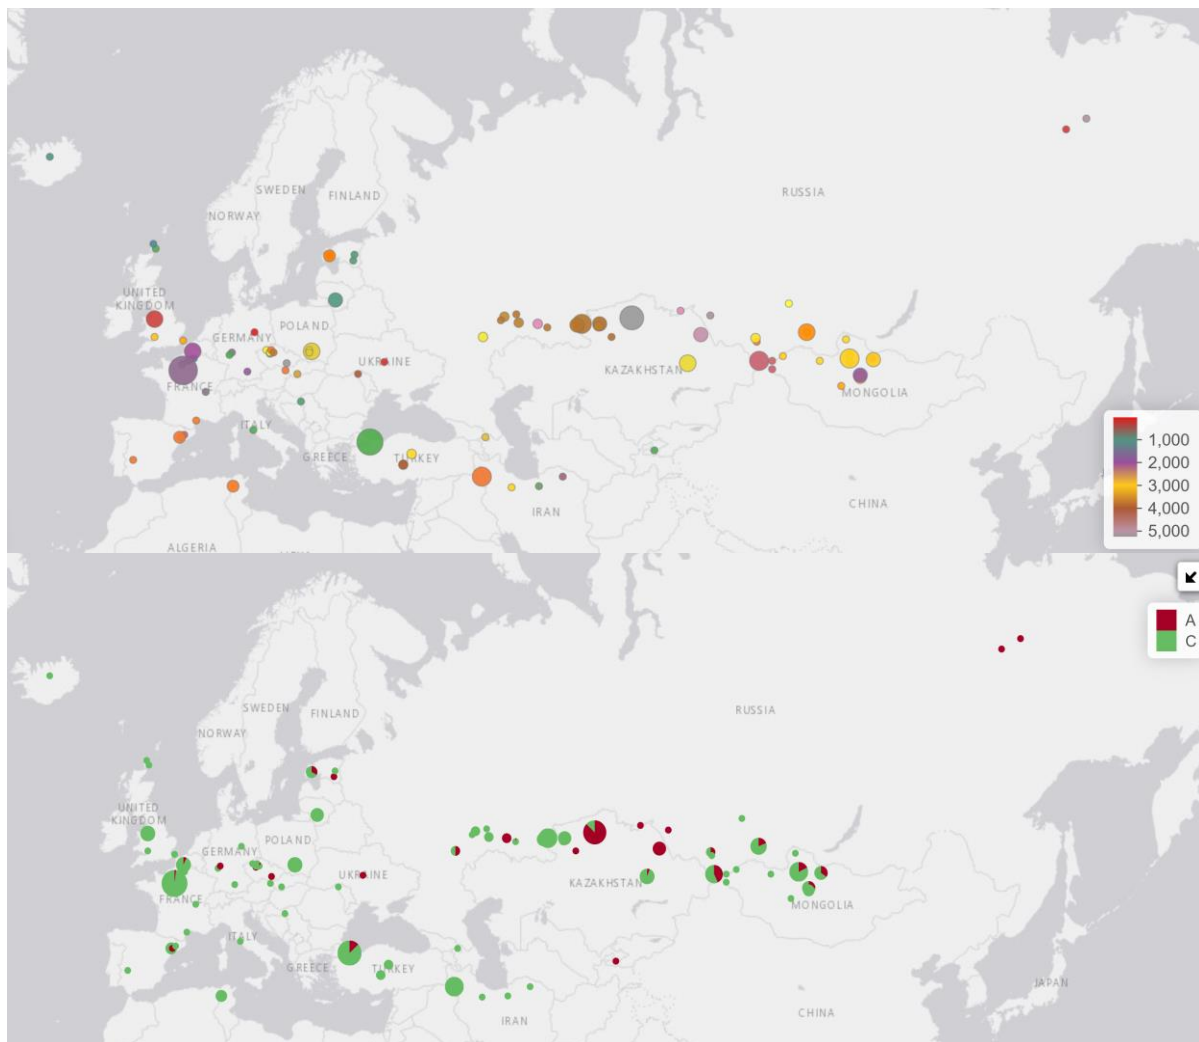 RUSSIA
SWEDEN
FINLAND
NORWAY
UNITED
KINGDOM
POLAND
GERMANY
UKRAINE
KAZAKHSTAN
FRANCE
MONGOLIA
ITALY
GREECE
TURKEY
IRAN
CHINA
ALGERIA
1,000
2,000
3,000
4,000
5,000
A
C
SWEDEN
FINLAND
RUSSIA
NORWAY
UNITED
KINGDOM
POLAND
GERMANY
UKRAINE
KAZAKHSTAN
FRANCE
MONGOLIA
ITALY
GREECE
TURKEY
JAPAN
CHINA
IRAN